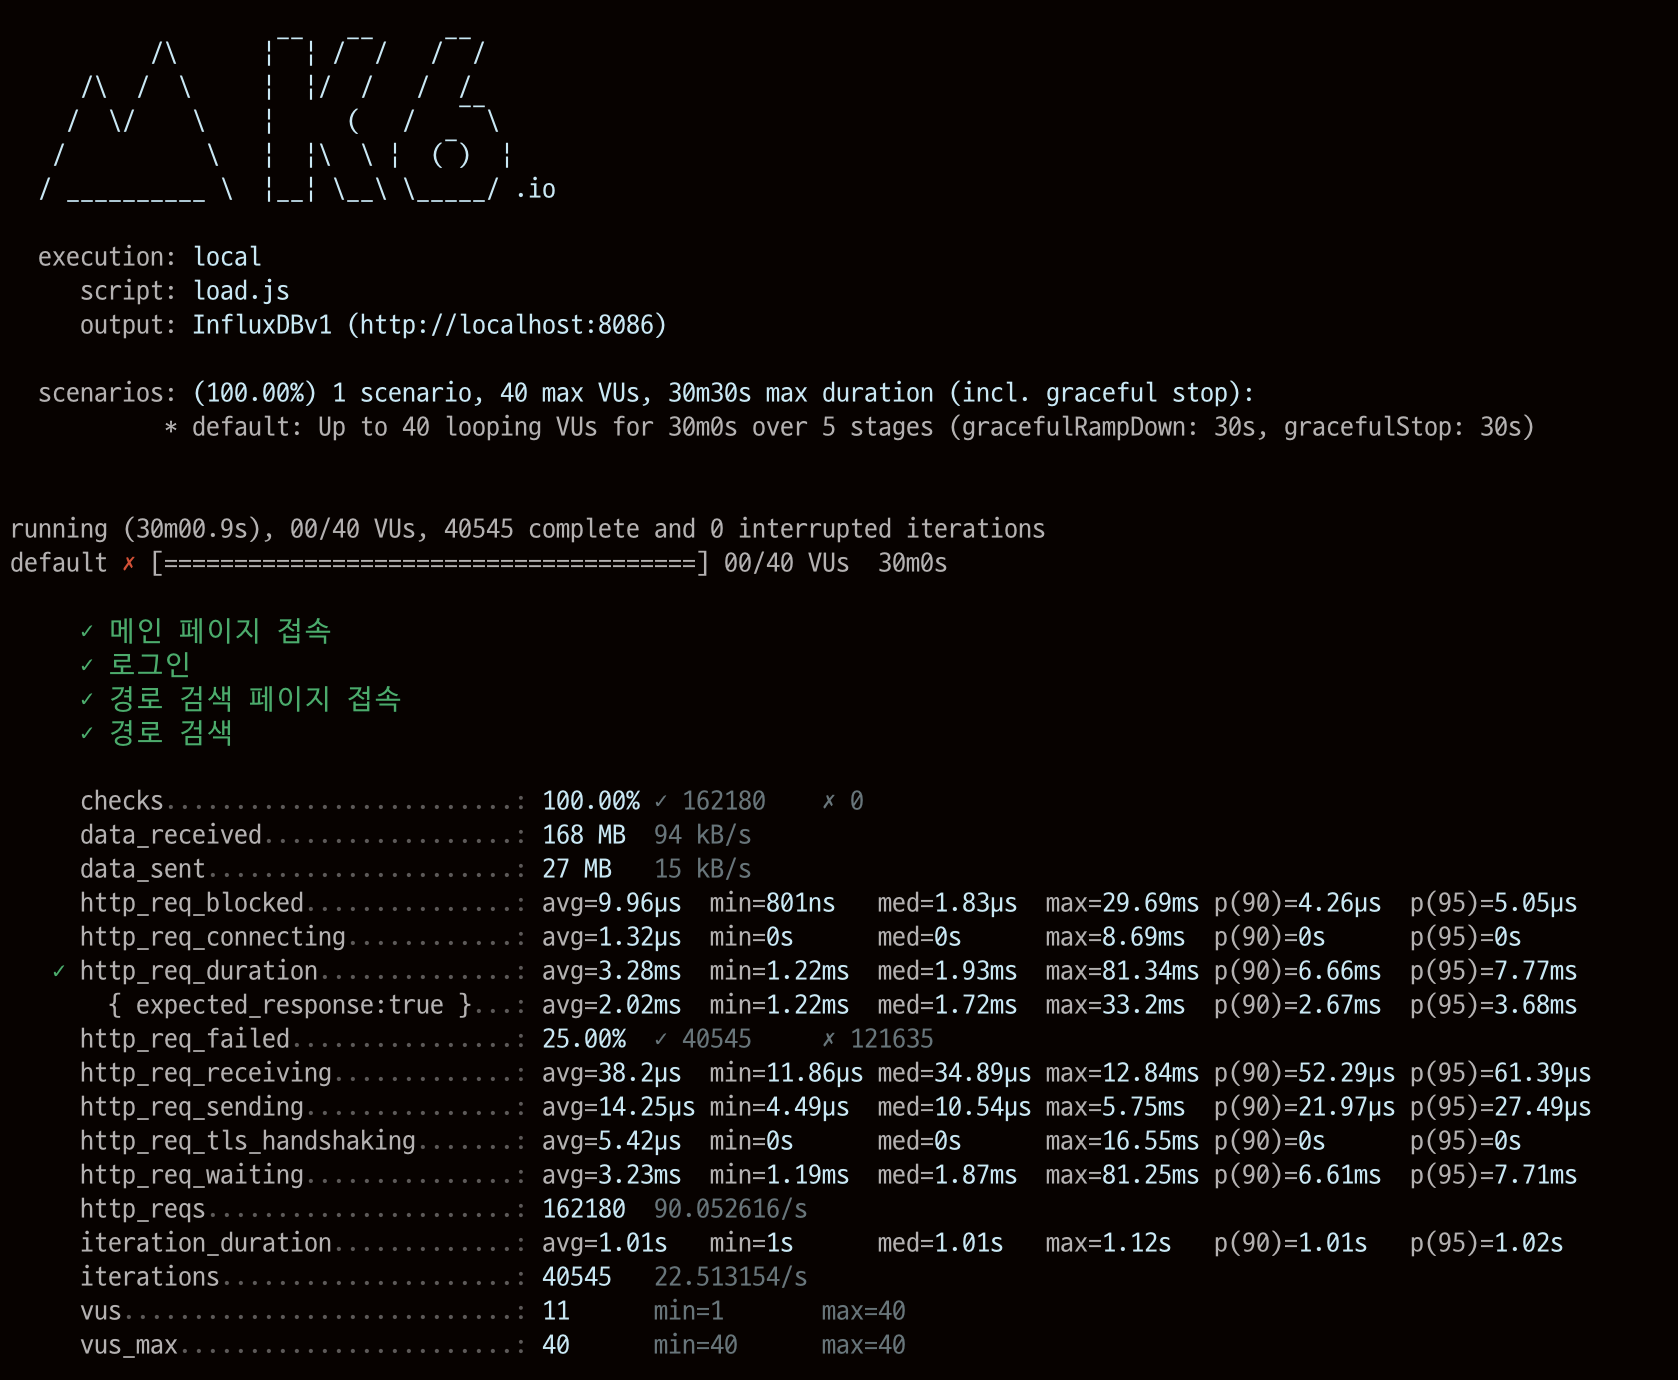 /\      |‾‾| /‾‾/   /‾‾/
     /\  /  \     |  |/  /   /  /
    /  \/    \    |     (   /   ‾‾\
   /          \   |  |\  \ |  (‾)  |
  / __________ \  |__| \__\ \_____/ .io
execution: local
script: load.js
output: InfluxDBv1 (http://localhost:8086)
scenarios: (100.00%) 1 scenario, 40 max VUs, 30m30s max duration (incl. graceful stop):
* default: Up to 40 looping VUs for 30m0s over 5 stages (gracefulRampDown: 30s, gracefulStop: 30s)
running (30m00.9s), 00/40 VUs, 40545 complete and 0 interrupted iterations
default ✗ [======================================] 00/40 VUs  30m0s
✓ 메인 페이지 접속
✓ 로그인
✓ 경로 검색 페이지 접속
✓ 경로 검색
checks.........................: 100.00% ✓ 162180    ✗ 0
data_received..................: 168 MB  94 kB/s
data_sent......................: 27 MB   15 kB/s
http_req_blocked...............: avg=9.96µs  min=801ns   med=1.83µs  max=29.69ms p(90)=4.26µs  p(95)=5.05µs
http_req_connecting............: avg=1.32µs  min=0s      med=0s      max=8.69ms  p(90)=0s      p(95)=0s
✓ http_req_duration..............: avg=3.28ms  min=1.22ms  med=1.93ms  max=81.34ms p(90)=6.66ms  p(95)=7.77ms
{ expected_response:true }...: avg=2.02ms  min=1.22ms  med=1.72ms  max=33.2ms  p(90)=2.67ms  p(95)=3.68ms
http_req_failed................: 25.00%  ✓ 40545     ✗ 121635
http_req_receiving.............: avg=38.2µs  min=11.86µs med=34.89µs max=12.84ms p(90)=52.29µs p(95)=61.39µs
http_req_sending...............: avg=14.25µs min=4.49µs  med=10.54µs max=5.75ms  p(90)=21.97µs p(95)=27.49µs
http_req_tls_handshaking.......: avg=5.42µs  min=0s      med=0s      max=16.55ms p(90)=0s      p(95)=0s
http_req_waiting...............: avg=3.23ms  min=1.19ms  med=1.87ms  max=81.25ms p(90)=6.61ms  p(95)=7.71ms
http_reqs......................: 162180  90.052616/s
iteration_duration.............: avg=1.01s   min=1s      med=1.01s   max=1.12s   p(90)=1.01s   p(95)=1.02s
iterations.....................: 40545   22.513154/s
vus............................: 11      min=1       max=40
vus_max........................: 40      min=40      max=40